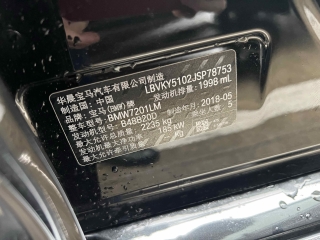 华晨宝马汽车有限公司制造
制造国：中国 LBVKY5102JSP78753
品牌：宝马(BMW)牌 发动机排量：1998 mL
整车型号：BMW7201LM
发动机型号：B48B20D 制造年月：2018-05
最大允许总质量：2235 kg 乘坐人数：5
发动机最大净功率：185 kW